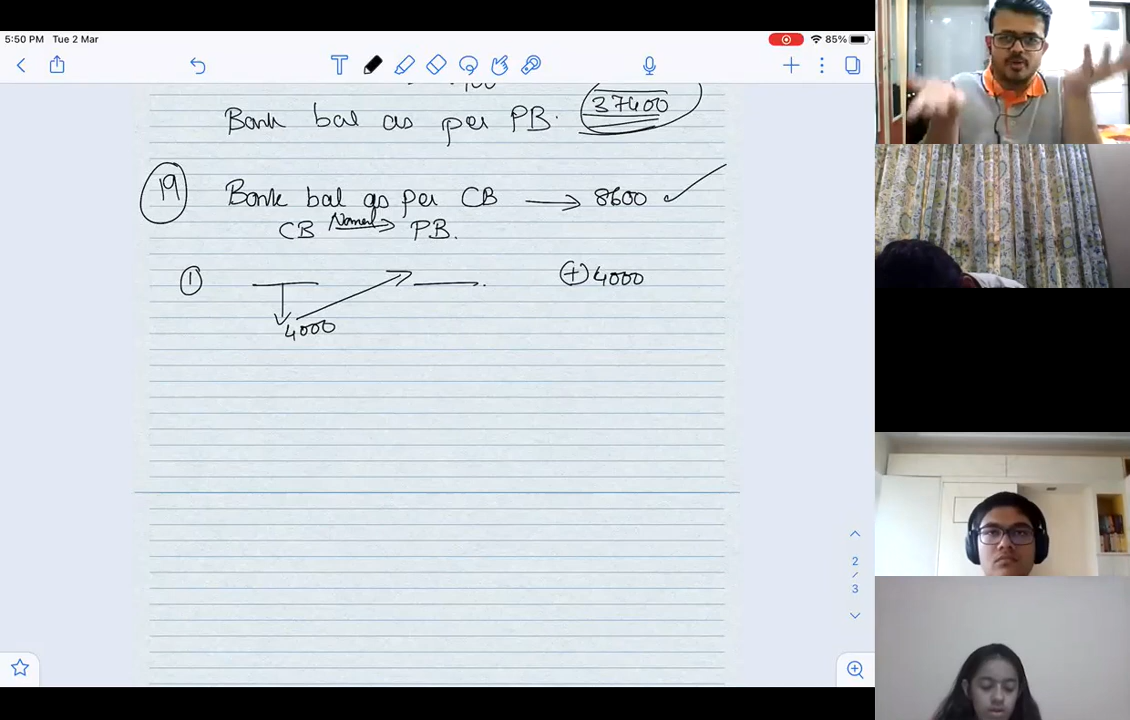 5:50 PM Tue 2 Mar
85%
Bank bal as per PB. 37400
19 Bank bal as per CB → 8600 ✓
CB → PB.
1 (+) 4000
4000
2
/
3